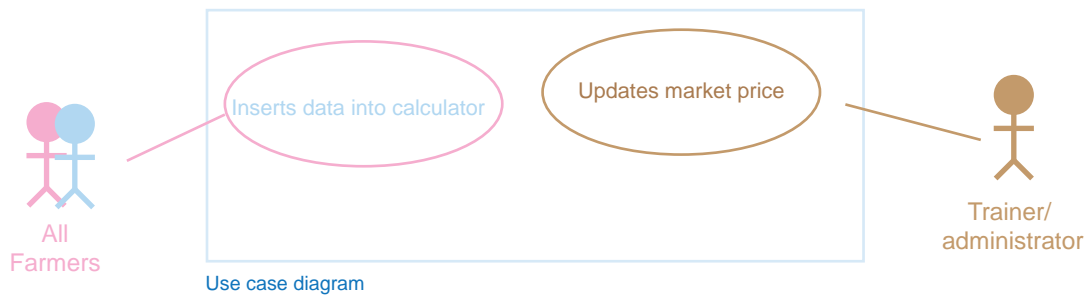 Inserts data into calculator
Updates market price
All
Farmers
Trainer/
administrator
Use case diagram